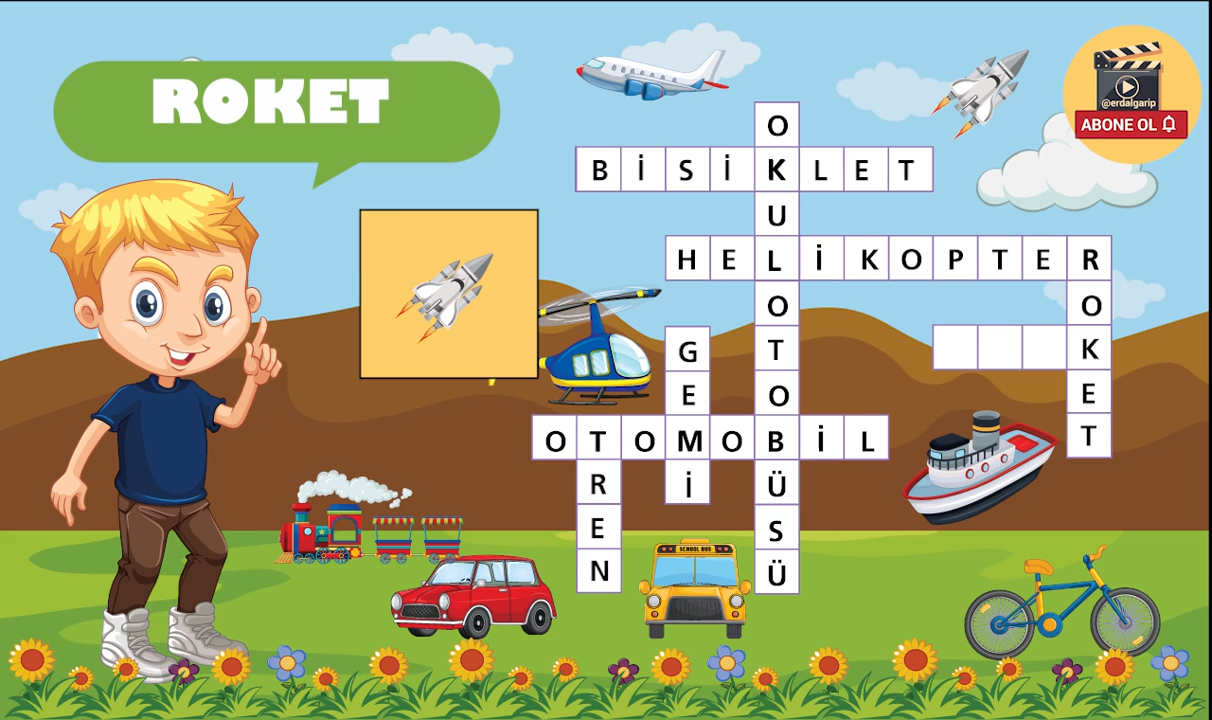 ROKET
@erdalgarip
ABONE OL
OKUL OTOBÜSÜ
BİSİKLET
HELİKOPTER
ROKET
GEMİ
OTOMOBİL
TREN
SCHOOL BUS